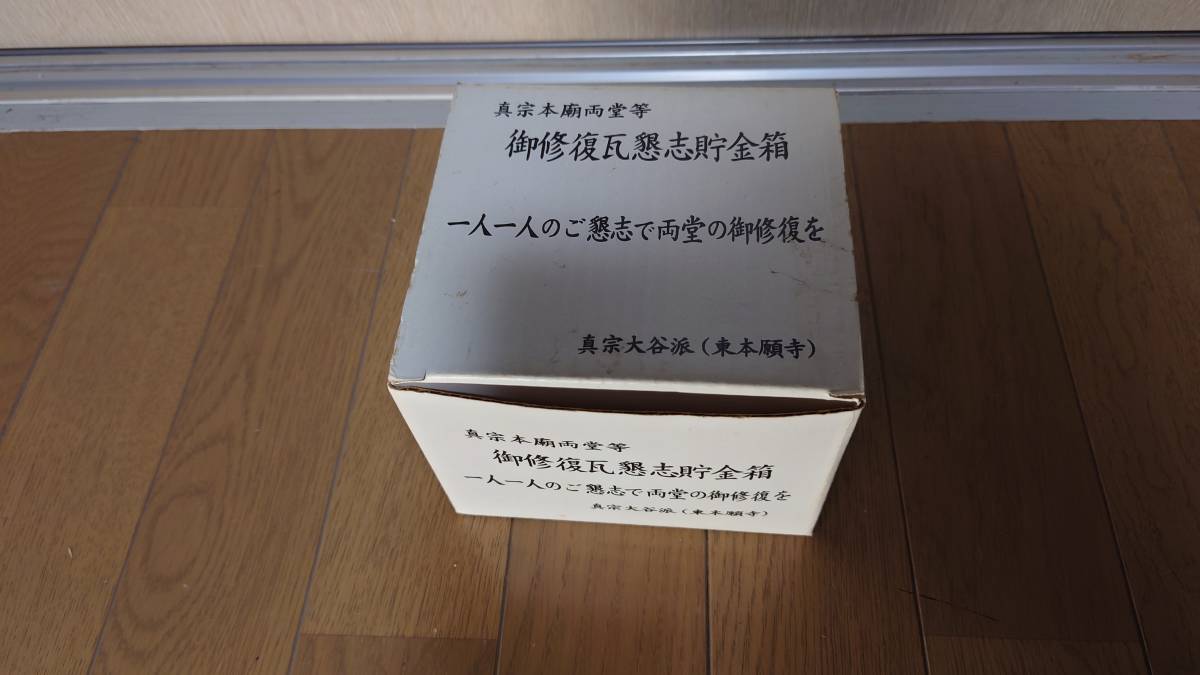 真宗本廟両堂等
御修復瓦懇志貯金箱
一人一人のご懇志で両堂の御修復を
真宗大谷派(東本願寺)
真宗本廟両堂等
御修復瓦懇志貯金箱
一人一人のご懇志で両堂の御修復を
真宗大谷派(東本願寺)